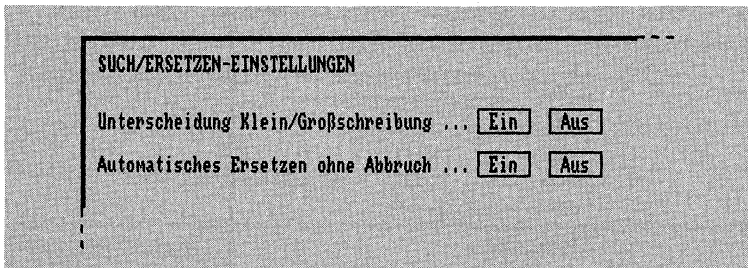 SUCH/ERSETZEN-EINSTELLUNGEN
Unterscheidung Klein/Großschreibung ... Ein Aus
Automatisches Ersetzen ohne Abbruch ... Ein Aus